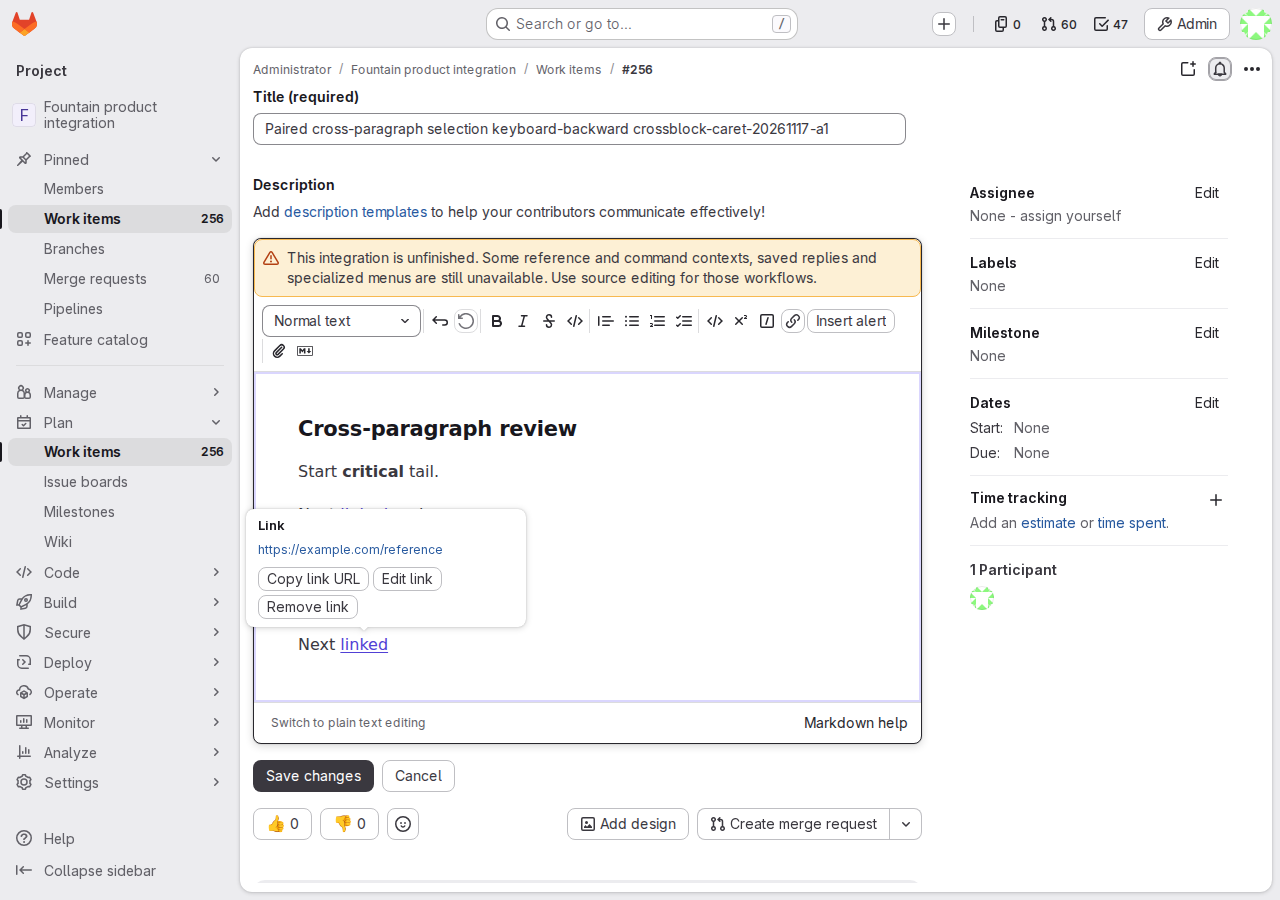 Search or go to...
/
0
60
47
Admin
Project
F
Fountain product integration
Pinned
Members
Work items 256
Branches
Merge requests 60
Pipelines
Feature catalog
Manage
Plan
Work items 256
Issue boards
Milestones
Wiki
Code
Build
Secure
Deploy
Operate
Monitor
Analyze
Settings
Help
Collapse sidebar
Administrator / Fountain product integration / Work items / #256
Title (required)
Paired cross-paragraph selection keyboard-backward crossblock-caret-20261117-a1
Description
Add description templates to help your contributors communicate effectively!
This integration is unfinished. Some reference and command contexts, saved replies and
specialized menus are still unavailable. Use source editing for those workflows.
Normal text
Insert alert
Cross-paragraph review
Start critical tail.
Link
https://example.com/reference
Copy link URL
Edit link
Remove link
Next linked
Switch to plain text editing
Markdown help
Save changes
Cancel
👍 0
👎 0
Add design
Create merge request
Assignee
Edit
None - assign yourself
Labels
Edit
None
Milestone
Edit
None
Dates
Edit
Start: None
Due: None
Time tracking
Add an estimate or time spent.
1 Participant